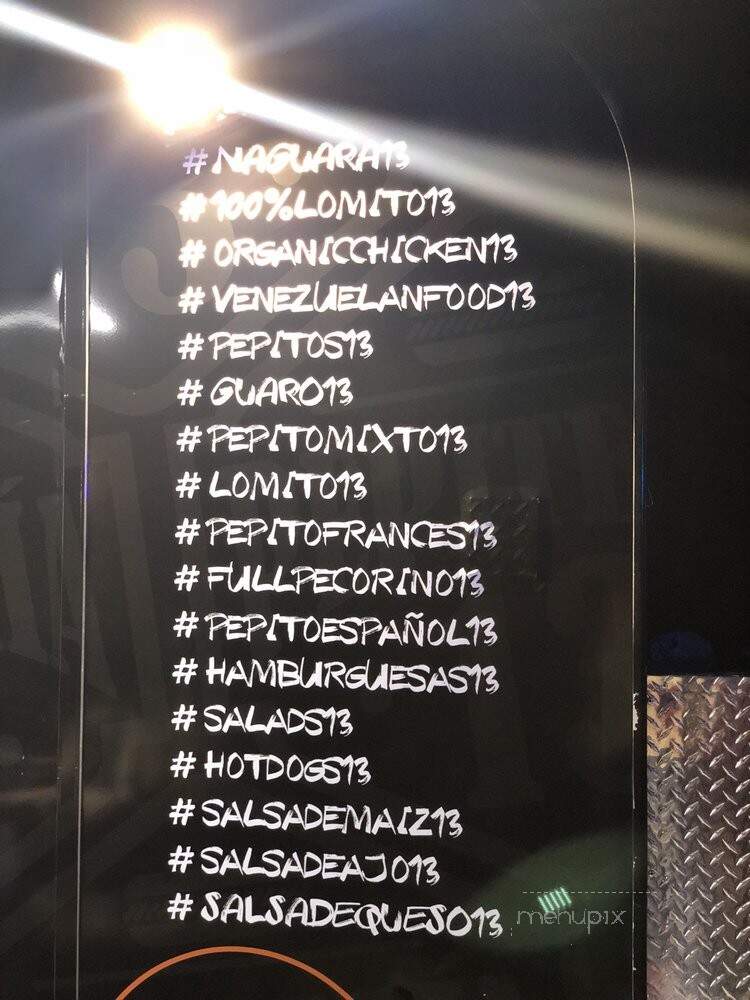 # NAGUARA13
# 100%LOMITO13
# ORGANICCHICKEN13
# VENEZUELANFOOD13
# PEPITOS13
# GUARO13
# PEPITOMIXTO13
# LOMITO13
# PEPITOFRANCES13
# FULLPECORINO13
# PEPITOESPAÑOL13
# HAMBURGUESAS13
# SALADS13
# HOTDOGS13
# SALSADEMAIZ13
# SALSADEAJO13
# SALSADEQUESO13
menupix